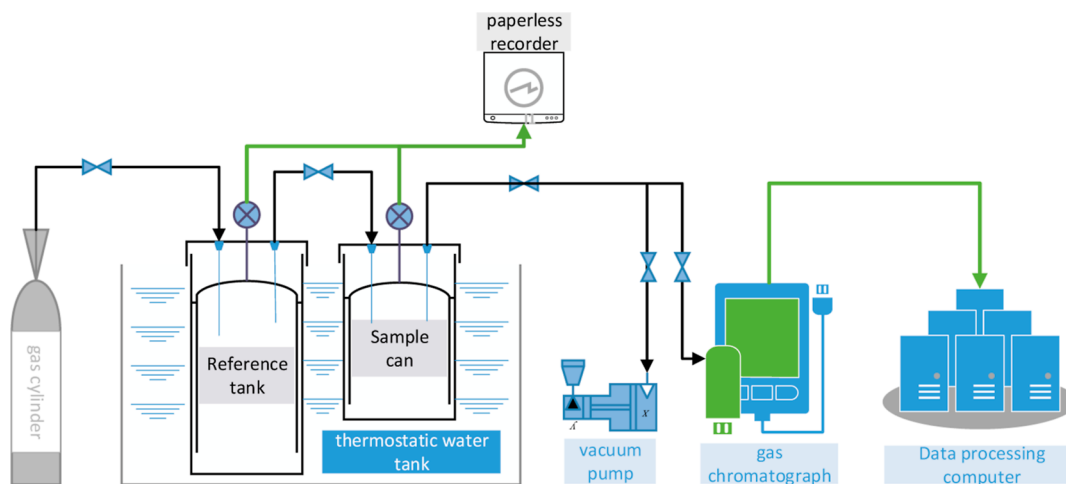 paperless
recorder
gas cylinder
Reference
tank
Sample
can
thermostatic water
tank
vacuum
pump
gas
chromatograph
Data processing
computer